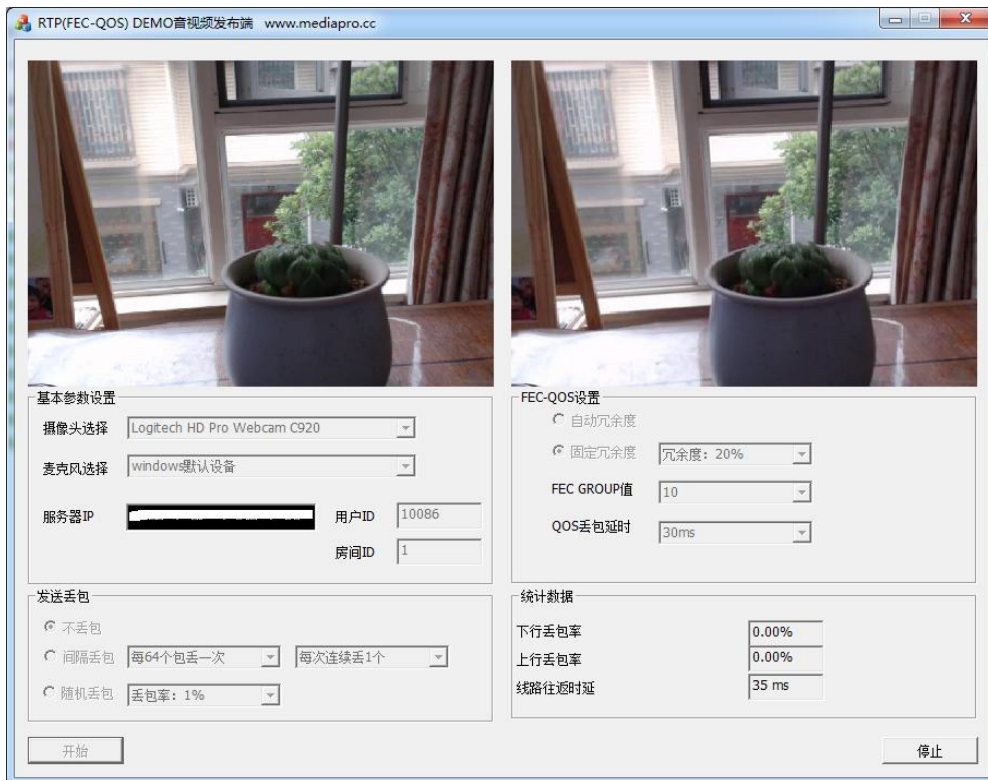 RTP(FEC-QOS) DEMO音视频发布端 www.mediapro.cc
基本参数设置
摄像头选择 Logitech HD Pro Webcam C920
麦克风选择 windows默认设备
服务器IP 用户ID 10086
房间ID 1
FEC-QOS设置
自动冗余度
固定冗余度 冗余度：20%
FEC GROUP值 10
QOS丢包延时 30ms
发送丢包
不丢包
间隔丢包 每64个包丢一次 每次连续丢1个
随机丢包 丢包率：1%
统计数据
下行丢包率 0.00%
上行丢包率 0.00%
线路往返时延 35 ms
开始 停止